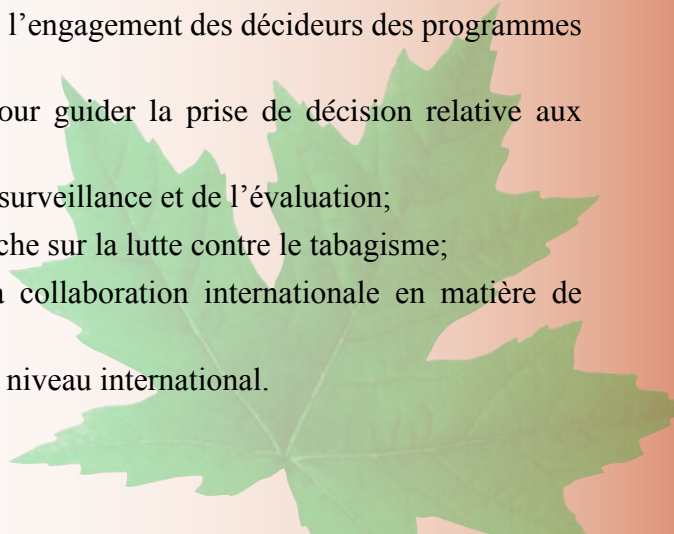 l’engagement des décideurs des programmes
our guider la prise de décision relative aux
surveillance et de l’évaluation;
che sur la lutte contre le tabagisme;
collaboration internationale en matière de
niveau international.